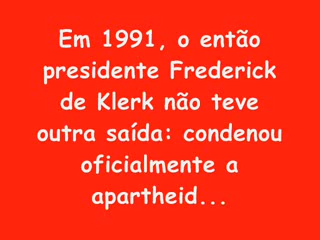 Em 1991, o então
presidente Frederick
de Klerk não teve
outra saída: condenou
oficialmente a
apartheid...